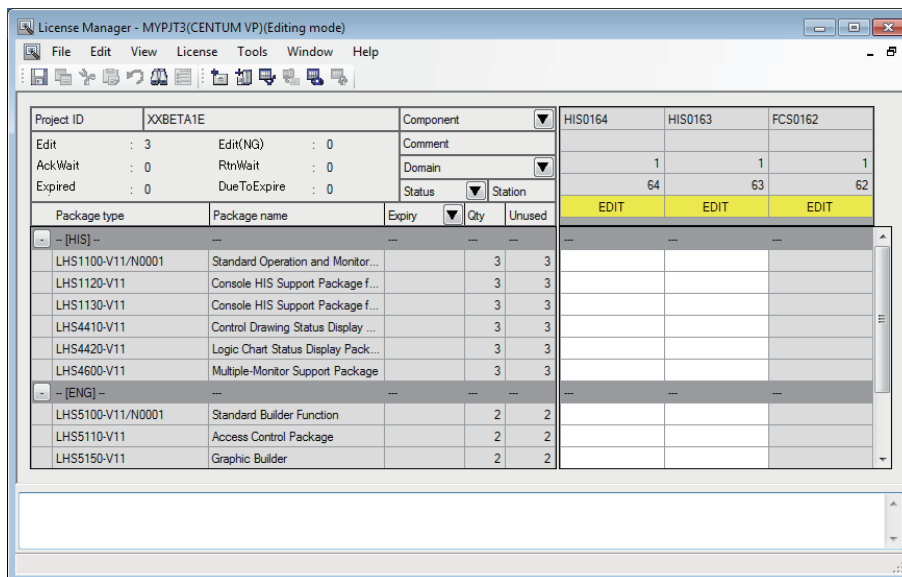 License Manager - MYPJT3(CENTUM VP)(Editing mode)
File Edit View License Tools Window Help
Project ID XXBETA1E Component HIS0164 HIS0163 FCS0162
Edit : 3 Edit(NG) : 0 Comment
AckWait : 0 RtnWait : 0 Domain 1 1 1
Expired : 0 DueToExpire : 0 Status Station 64 63 62
EDIT EDIT EDIT
Package type Package name Expiry Qty Unused
- -- [HIS] -- --- --- --- --- --- --- ---
LHS1100-V11/N0001 Standard Operation and Monitor... 3 3
LHS1120-V11 Console HIS Support Package f... 3 3
LHS1130-V11 Console HIS Support Package f... 3 3
LHS4410-V11 Control Drawing Status Display ... 3 3
LHS4420-V11 Logic Chart Status Display Pack... 3 3
LHS4600-V11 Multiple-Monitor Support Package 3 3
- -- [ENG] -- --- --- --- --- --- --- ---
LHS5100-V11/N0001 Standard Builder Function 2 2
LHS5110-V11 Access Control Package 2 2
LHS5150-V11 Graphic Builder 2 2